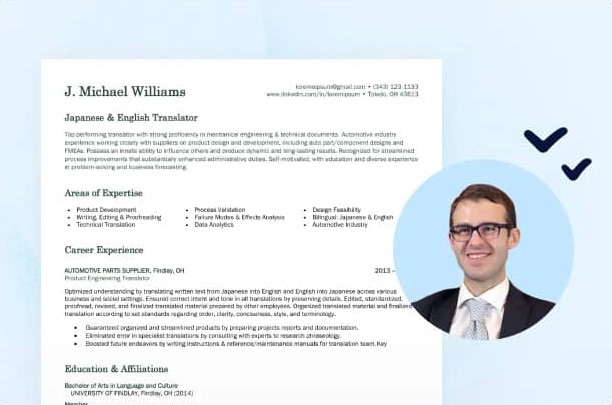 J. Michael Williams
loremeipsum@gmail.com • (343) 123-1133
www.linkedin.com/in/loremipsum • Toledo, OH 43613
Japanese & English Translator
Top performing translator with strong proficiency in mechanical engineering & technical documents. Automotive industry
experience working closely with suppliers on product design and development, including auto part/component designs and
FMEAs. Possess an innate ability to influence others and produce dynamic and long-lasting results. Recognized for streamlined
process improvements that substantially enhanced administrative duties. Self-motivated, with education and diverse experience
in problem-solving and business forecasting.
Areas of Expertise
• Product Development • Process Validation • Design Feasibility
• Writing, Editing & Proofreading • Failure Modes & Effects Analysis • Bilingual: Japanese & English
• Technical Translation • Data Analytics • Automotive Industry
Career Experience
AUTOMOTIVE PARTS SUPPLIER, Findlay, OH 2013 –
Product Engineering Translator
Optimized understanding by translating written text from Japanese into English and English into Japanese across various
business and social settings. Ensured correct intent and tone in all translations by preserving details. Edited, standardized,
proofread, revised, and finalized translated material prepared by other employees. Organized translated material and finalized
translation according to set standards regarding order, clarity, conciseness, style, and terminology.
• Guaranteed organized and streamlined products by preparing projects reports and documentation.
• Eliminated error in specialist translations by consulting with experts to research phraseology.
• Boosted future endeavors by writing instructions & reference/maintenance manuals for translation team.Key
Education & Affiliations
Bachelor of Arts in Language and Culture
UNIVERSITY OF FINDLAY, Findlay, OH (2014)
Member